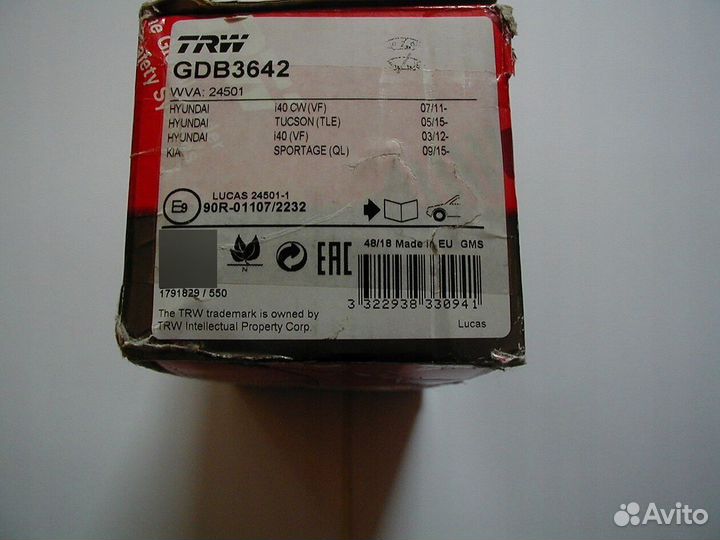 TRW
GDB3642
WVA: 24501
HYUNDAI i40 CW (VF) 07/11-
HYUNDAI TUCSON (TLE) 05/15-
HYUNDAI i40 (VF) 03/12-
KIA SPORTAGE (QL) 09/15-
LUCAS 24501-1
E9 90R-01107/2232
N
EAC
48/18 Made in EU GMS
1791829 / 550
3 322938 330941
The TRW trademark is owned by
TRW Intellectual Property Corp.
Lucas
Avito